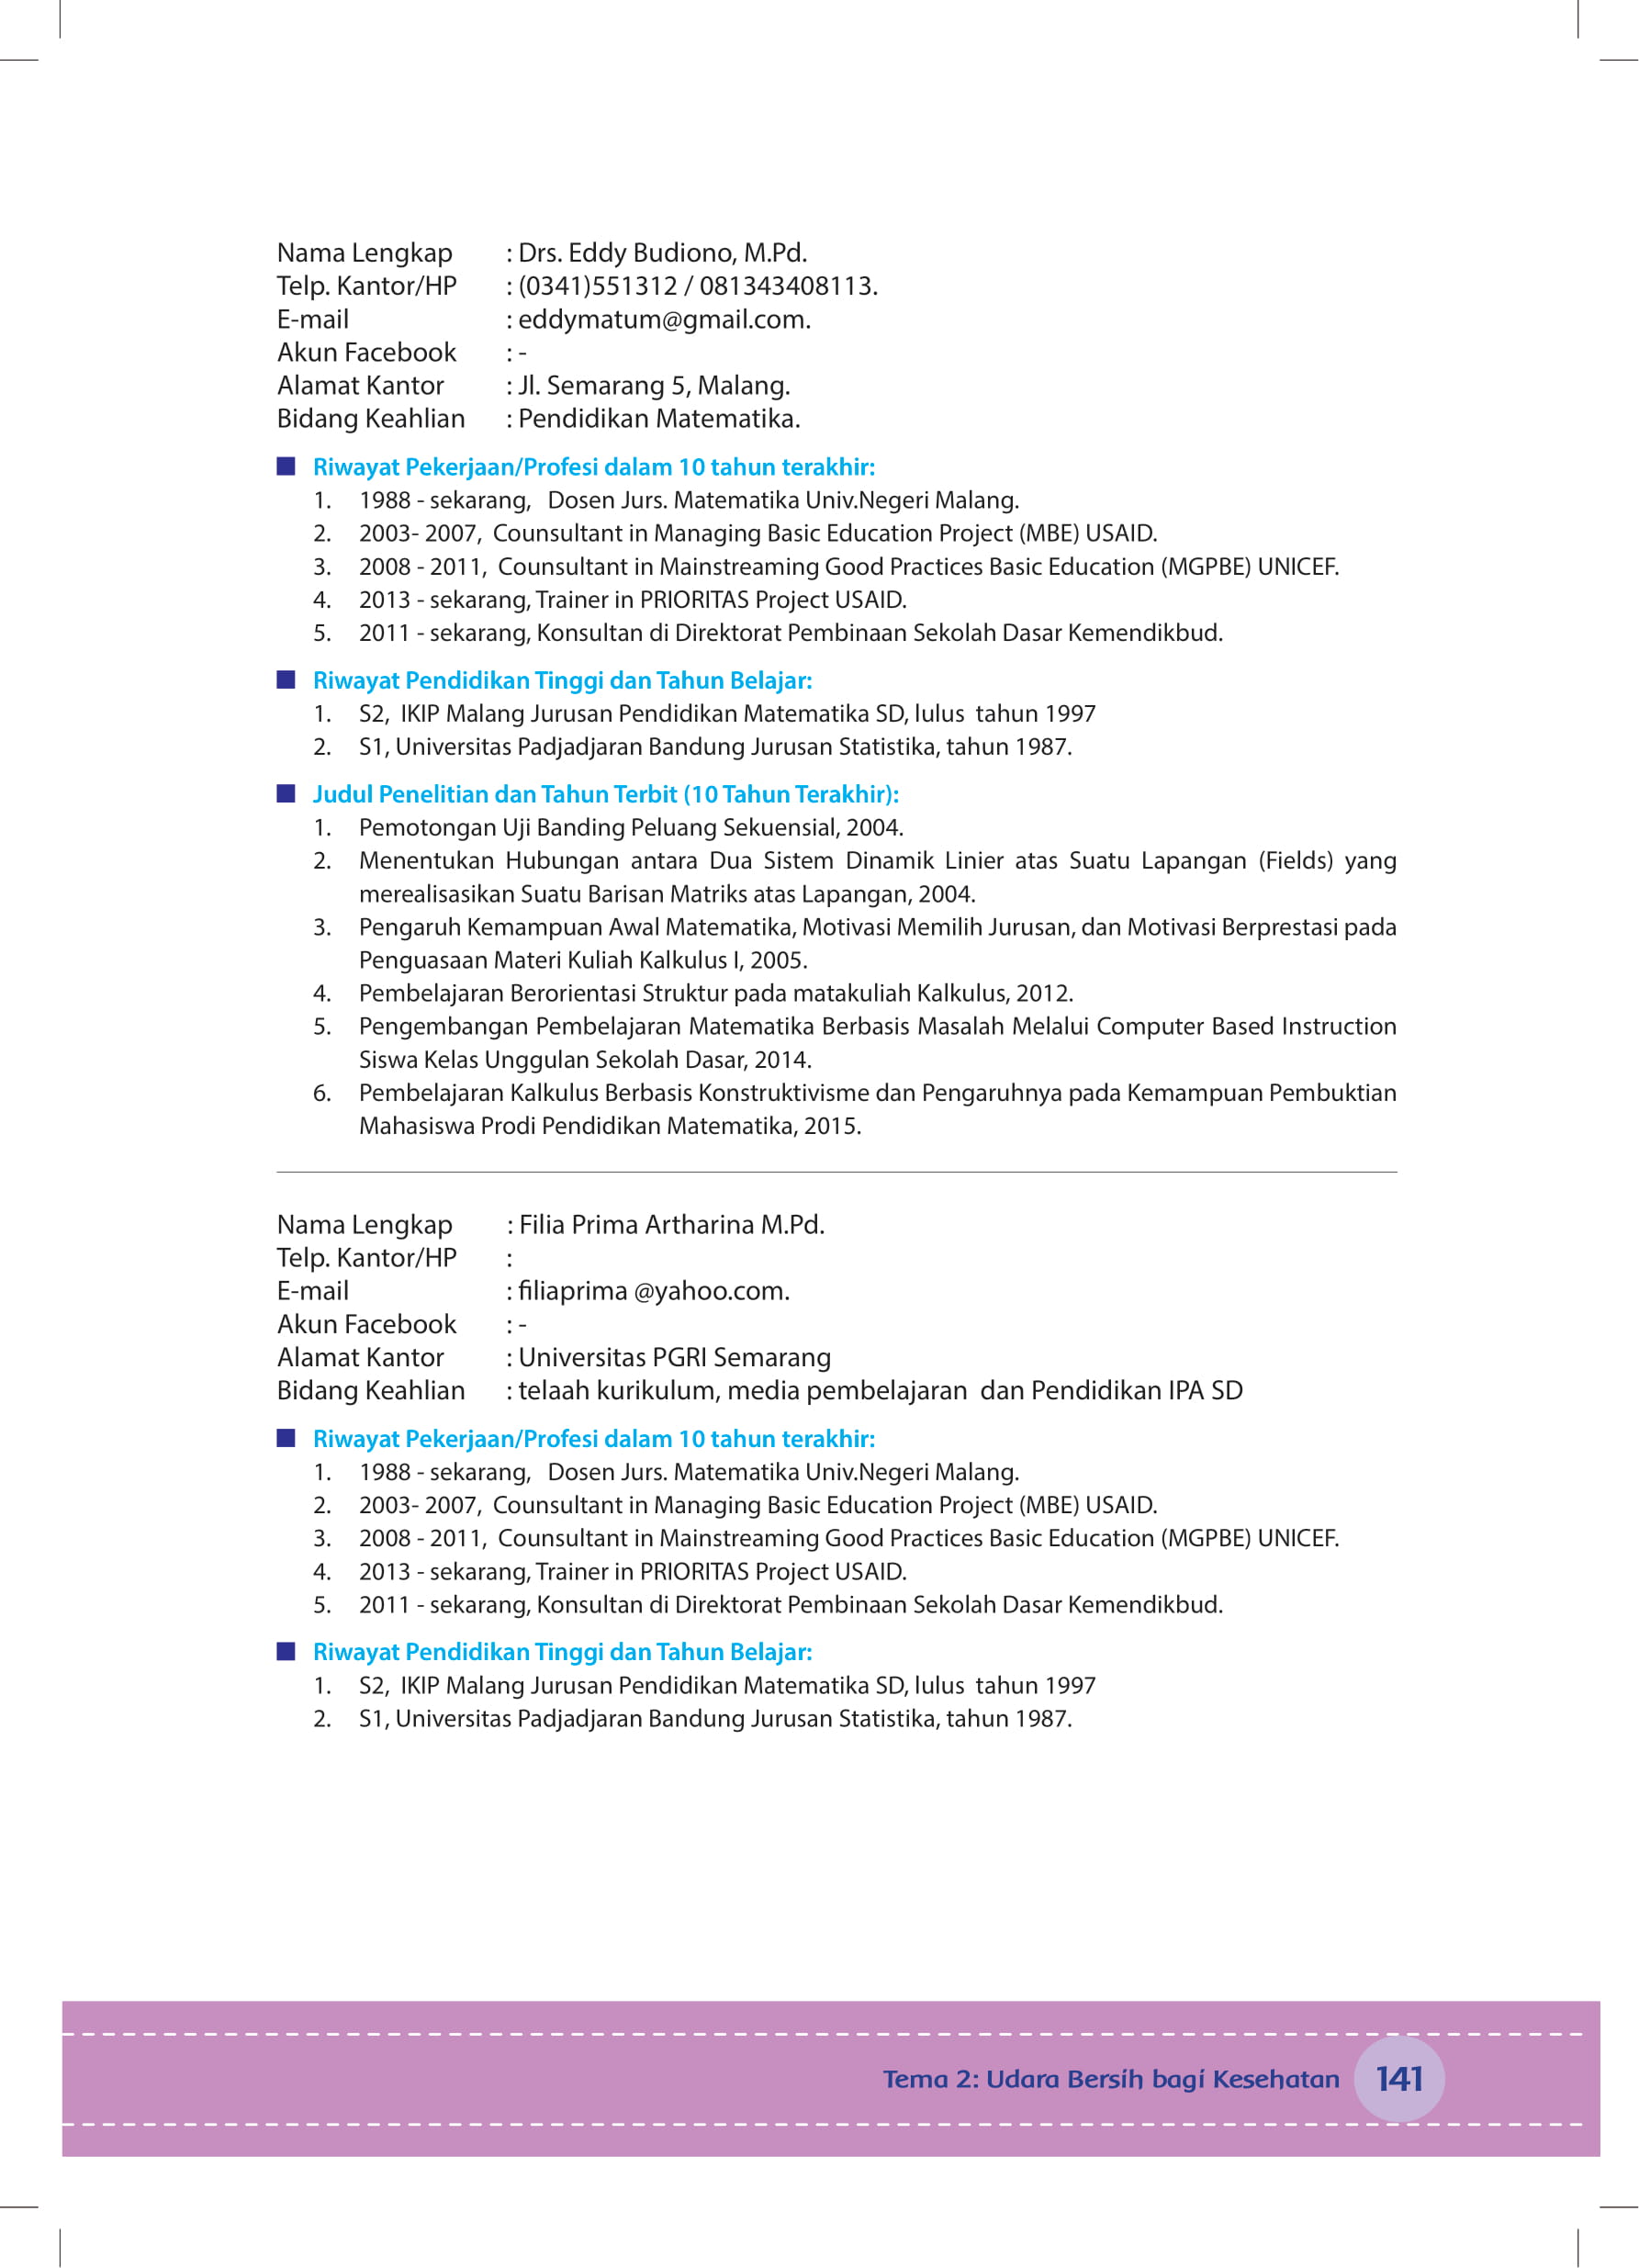 Nama Lengkap : Drs. Eddy Budiono, M.Pd.
Telp. Kantor/HP : (0341)551312 / 081343408113.
E-mail : eddymatum@gmail.com.
Akun Facebook : -
Alamat Kantor : Jl. Semarang 5, Malang.
Bidang Keahlian : Pendidikan Matematika.
Riwayat Pekerjaan/Profesi dalam 10 tahun terakhir:
1. 1988 - sekarang, Dosen Jurs. Matematika Univ.Negeri Malang.
2. 2003- 2007, Counsultant in Managing Basic Education Project (MBE) USAID.
3. 2008 - 2011, Counsultant in Mainstreaming Good Practices Basic Education (MGPBE) UNICEF.
4. 2013 - sekarang, Trainer in PRIORITAS Project USAID.
5. 2011 - sekarang, Konsultan di Direktorat Pembinaan Sekolah Dasar Kemendikbud.
Riwayat Pendidikan Tinggi dan Tahun Belajar:
1. S2, IKIP Malang Jurusan Pendidikan Matematika SD, lulus tahun 1997
2. S1, Universitas Padjadjaran Bandung Jurusan Statistika, tahun 1987.
Judul Penelitian dan Tahun Terbit (10 Tahun Terakhir):
1. Pemotongan Uji Banding Peluang Sekuensial, 2004.
2. Menentukan Hubungan antara Dua Sistem Dinamik Linier atas Suatu Lapangan (Fields) yang
merealisasikan Suatu Barisan Matriks atas Lapangan, 2004.
3. Pengaruh Kemampuan Awal Matematika, Motivasi Memilih Jurusan, dan Motivasi Berprestasi pada
Penguasaan Materi Kuliah Kalkulus I, 2005.
4. Pembelajaran Berorientasi Struktur pada matakuliah Kalkulus, 2012.
5. Pengembangan Pembelajaran Matematika Berbasis Masalah Melalui Computer Based Instruction
Siswa Kelas Unggulan Sekolah Dasar, 2014.
6. Pembelajaran Kalkulus Berbasis Konstruktivisme dan Pengaruhnya pada Kemampuan Pembuktian
Mahasiswa Prodi Pendidikan Matematika, 2015.
Nama Lengkap : Filia Prima Artharina M.Pd.
Telp. Kantor/HP :
E-mail : filiaprima @yahoo.com.
Akun Facebook : -
Alamat Kantor : Universitas PGRI Semarang
Bidang Keahlian : telaah kurikulum, media pembelajaran dan Pendidikan IPA SD
Riwayat Pekerjaan/Profesi dalam 10 tahun terakhir:
1. 1988 - sekarang, Dosen Jurs. Matematika Univ.Negeri Malang.
2. 2003- 2007, Counsultant in Managing Basic Education Project (MBE) USAID.
3. 2008 - 2011, Counsultant in Mainstreaming Good Practices Basic Education (MGPBE) UNICEF.
4. 2013 - sekarang, Trainer in PRIORITAS Project USAID.
5. 2011 - sekarang, Konsultan di Direktorat Pembinaan Sekolah Dasar Kemendikbud.
Riwayat Pendidikan Tinggi dan Tahun Belajar:
1. S2, IKIP Malang Jurusan Pendidikan Matematika SD, lulus tahun 1997
2. S1, Universitas Padjadjaran Bandung Jurusan Statistika, tahun 1987.
Tema 2: Udara Bersih bagi Kesehatan 141